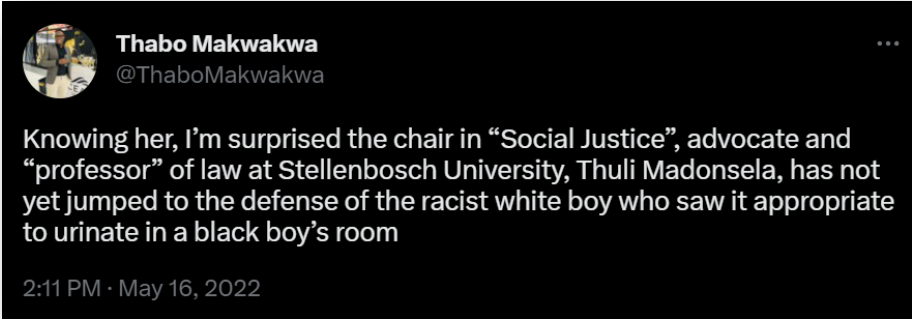 Thabo Makwakwa
@ThaboMakwakwa
Knowing her, I’m surprised the chair in “Social Justice”, advocate and
“professor” of law at Stellenbosch University, Thuli Madonsela, has not
yet jumped to the defense of the racist white boy who saw it appropriate
to urinate in a black boy’s room
2:11 PM · May 16, 2022